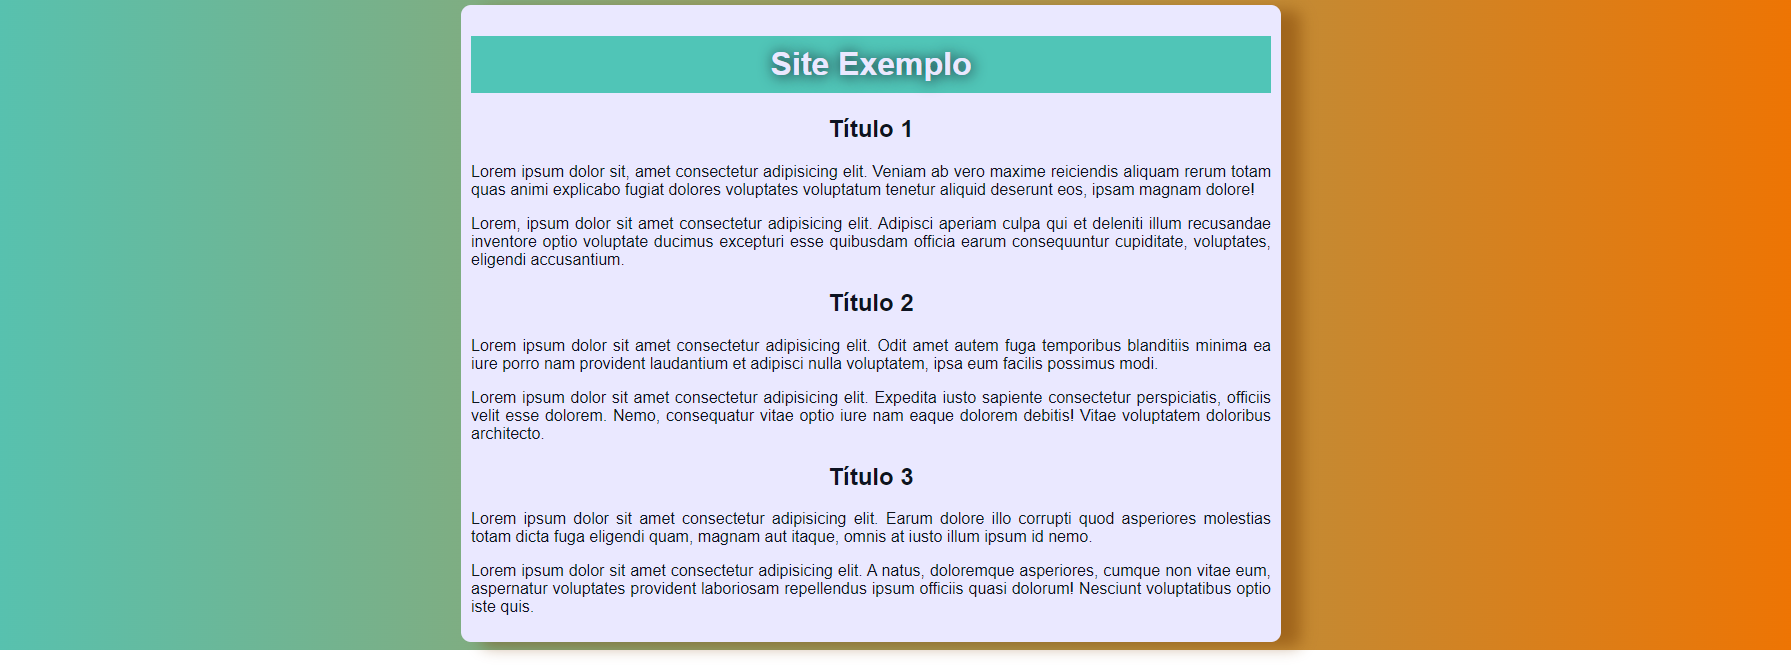 Site Exemplo
Título 1
Lorem ipsum dolor sit, amet consectetur adipisicing elit. Veniam ab vero maxime reiciendis aliquam rerum totam
quas animi explicabo fugiat dolores voluptates voluptatum tenetur aliquid deserunt eos, ipsam magnam dolore!
Lorem, ipsum dolor sit amet consectetur adipisicing elit. Adipisci aperiam culpa qui et deleniti illum recusandae
inventore optio voluptate ducimus excepturi esse quibusdam officia earum consequuntur cupiditate, voluptates,
eligendi accusantium.
Título 2
Lorem ipsum dolor sit amet consectetur adipisicing elit. Odit amet autem fuga temporibus blanditiis minima ea
iure porro nam provident laudantium et adipisci nulla voluptatem, ipsa eum facilis possimus modi.
Lorem ipsum dolor sit amet consectetur adipisicing elit. Expedita iusto sapiente consectetur perspiciatis, officiis
velit esse dolorem. Nemo, consequatur vitae optio iure nam eaque dolorem debitis! Vitae voluptatem doloribus
architecto.
Título 3
Lorem ipsum dolor sit amet consectetur adipisicing elit. Earum dolore illo corrupti quod asperiores molestias
totam dicta fuga eligendi quam, magnam aut itaque, omnis at iusto illum ipsum id nemo.
Lorem ipsum dolor sit amet consectetur adipisicing elit. A natus, doloremque asperiores, cumque non vitae eum,
aspernatur voluptates provident laboriosam repellendus ipsum officiis quasi dolorum! Nesciunt voluptatibus optio
iste quis.